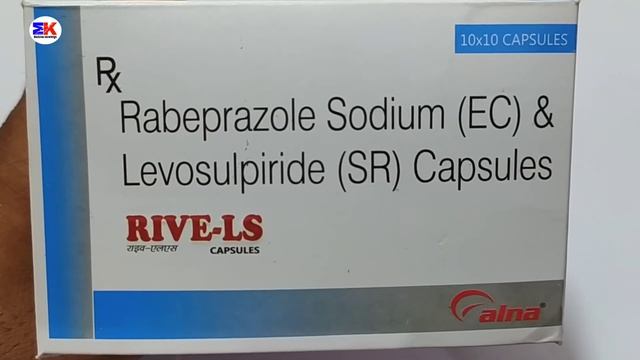 10x10 CAPSULES
Rx
Rabeprazole Sodium (EC) &
Levosulpiride (SR) Capsules
RIVE-LS
राइव-एलएस CAPSULES
alna